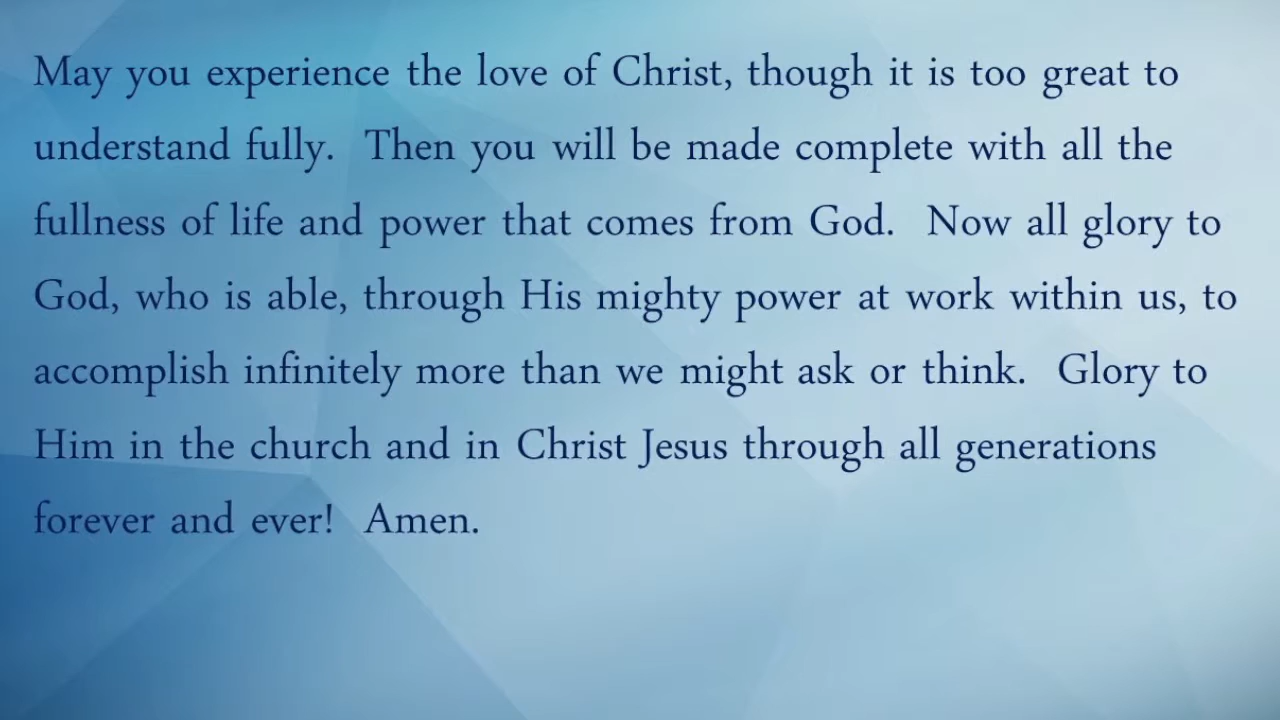 May you experience the love of Christ, though it is too great to
understand fully.  Then you will be made complete with all the
fullness of life and power that comes from God.  Now all glory to
God, who is able, through His mighty power at work within us, to
accomplish infinitely more than we might ask or think.  Glory to
Him in the church and in Christ Jesus through all generations
forever and ever!  Amen.